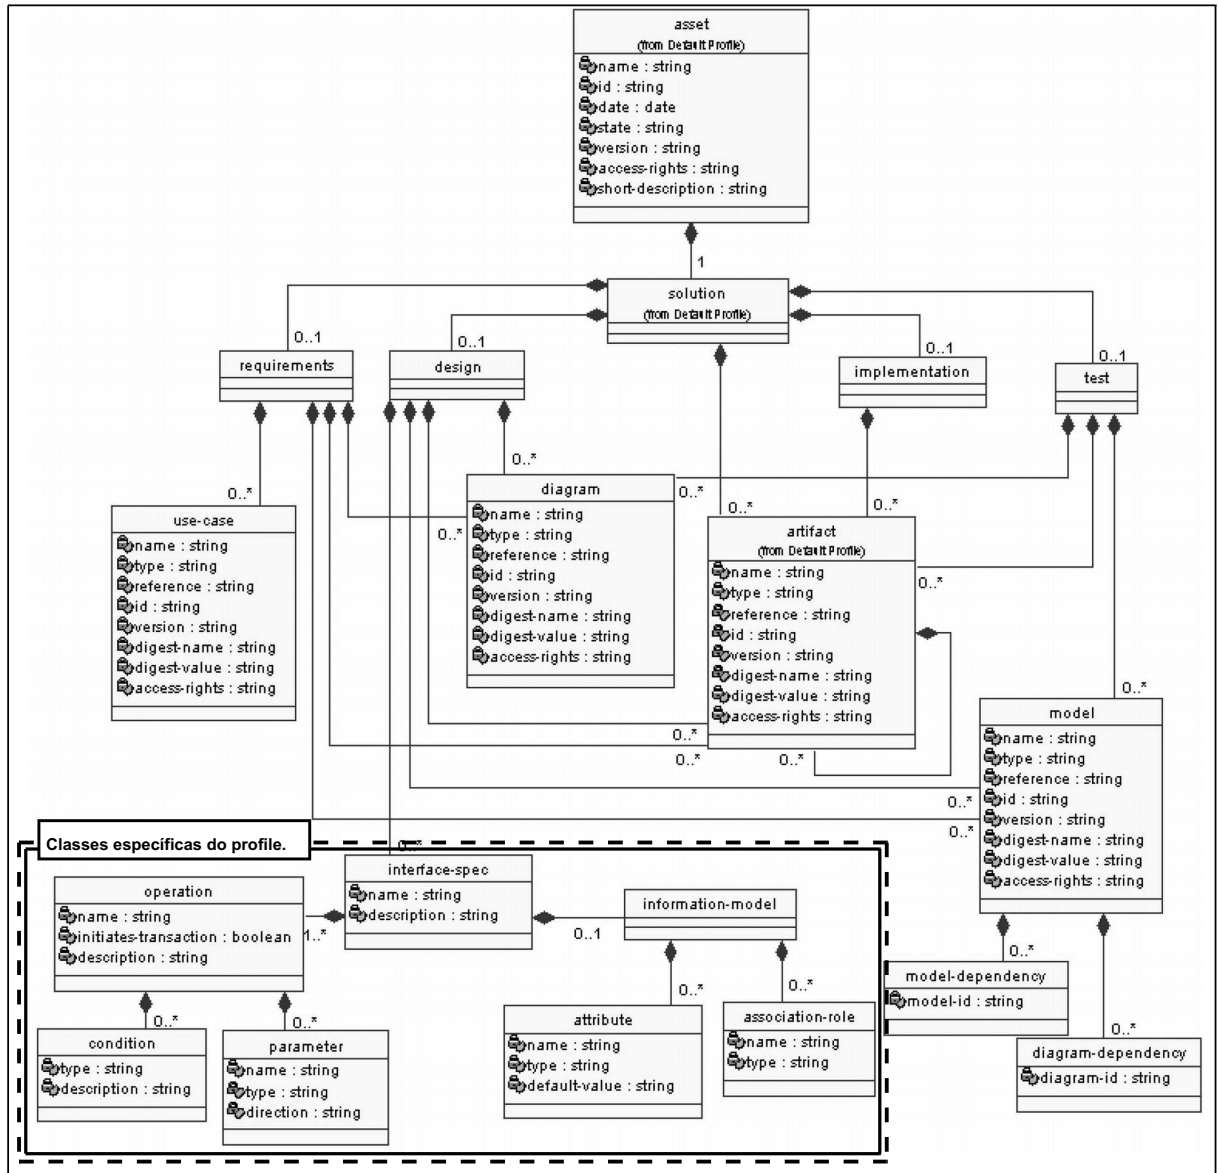 asset
(from Default Profile)
name : string
id : string
date : date
state : string
version : string
access-rights : string
short-description : string
1
solution
(from Default Profile)
0..1
0..1
0..1
0..1
requirements
design
implementation
test
0..*
0..*
0..*
0..*
0..*
0..*
0..*
use-case
name : string
type : string
reference : string
id : string
version : string
digest-name : string
digest-value : string
access-rights : string
diagram
name : string
type : string
reference : string
id : string
version : string
digest-name : string
digest-value : string
access-rights : string
artifact
(from Default Profile)
name : string
type : string
reference : string
id : string
version : string
digest-name : string
digest-value : string
access-rights : string
0..*
0..*
0..*
0..*
model
name : string
type : string
reference : string
id : string
version : string
digest-name : string
digest-value : string
access-rights : string
0..*
0..*
Classes específicas do profile.
0..*
interface-spec
name : string
description : string
operation
name : string
initiates-transaction : boolean
description : string
1..*
0..1
information-model
0..*
0..*
0..*
0..*
condition
type : string
description : string
parameter
name : string
type : string
direction : string
attribute
name : string
type : string
default-value : string
association-role
name : string
type : string
0..*
model-dependency
model-id : string
0..*
diagram-dependency
diagram-id : string